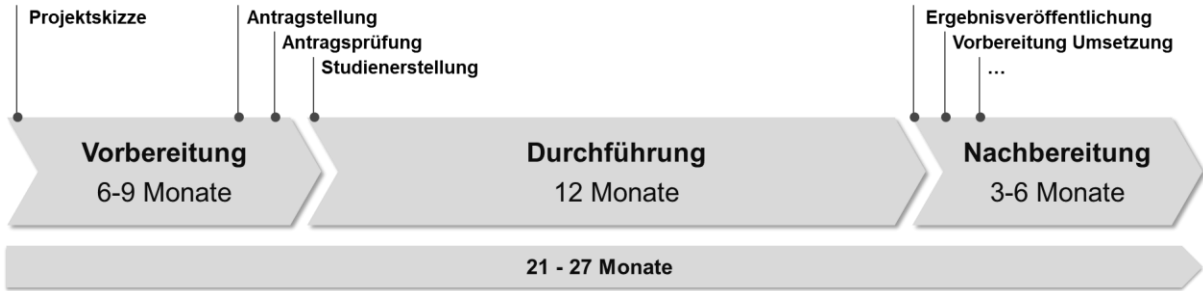 Projektskizze
Antragstellung
Antragsprüfung
Studienerstellung
Ergebnisveröffentlichung
Vorbereitung Umsetzung
...
Vorbereitung
6-9 Monate
Durchführung
12 Monate
Nachbereitung
3-6 Monate
21 - 27 Monate